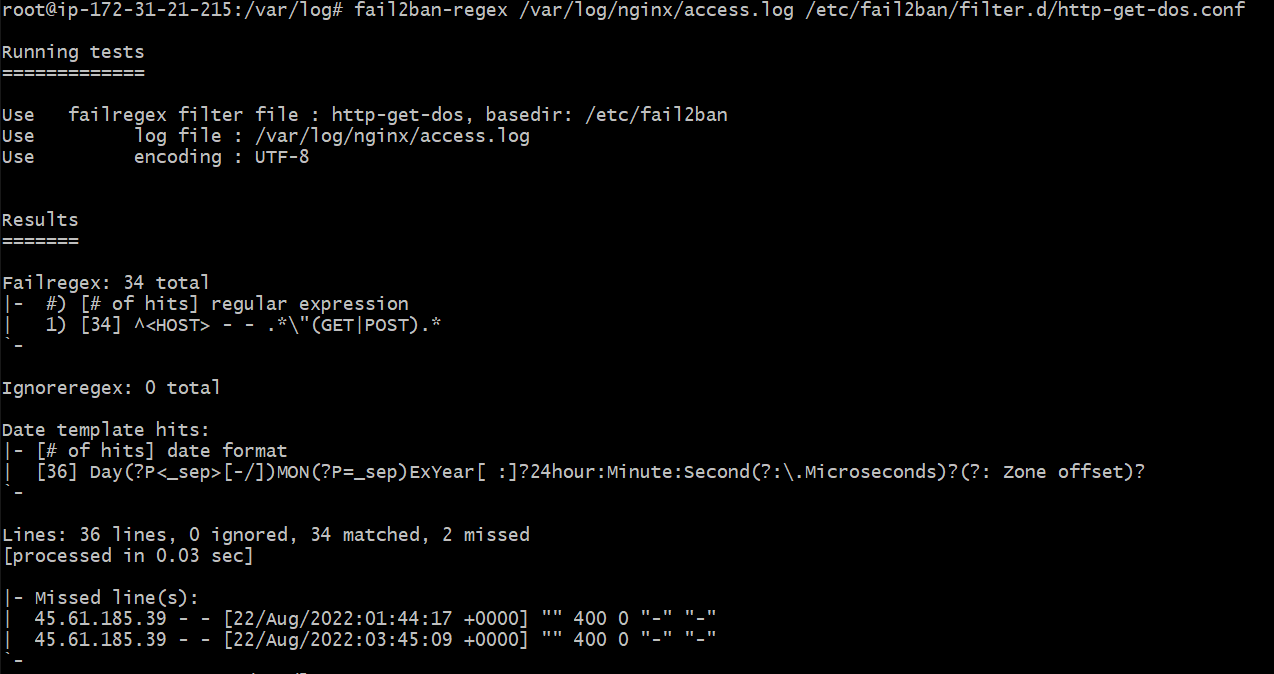 root@ip-172-31-21-215:/var/log# fail2ban-regex /var/log/nginx/access.log /etc/fail2ban/filter.d/http-get-dos.conf
Running tests
=============
Use   failregex filter file : http-get-dos, basedir: /etc/fail2ban
Use         log file : /var/log/nginx/access.log
Use         encoding : UTF-8
Results
=======
Failregex: 34 total
|-  #) [# of hits] regular expression
|   1) [34] ^<HOST> - - .*\"(GET|POST).*
`-
Ignoreregex: 0 total
Date template hits:
|- [# of hits] date format
|  [36] Day(?P<_sep>[-/])MON(?P=_sep)ExYear[ :]?24hour:Minute:Second(?:\.Microseconds)?(?: Zone offset)?
`-
Lines: 36 lines, 0 ignored, 34 matched, 2 missed
[processed in 0.03 sec]
|- Missed line(s):
|  45.61.185.39 - - [22/Aug/2022:01:44:17 +0000] "" 400 0 "-" "-"
|  45.61.185.39 - - [22/Aug/2022:03:45:09 +0000] "" 400 0 "-" "-"
`-